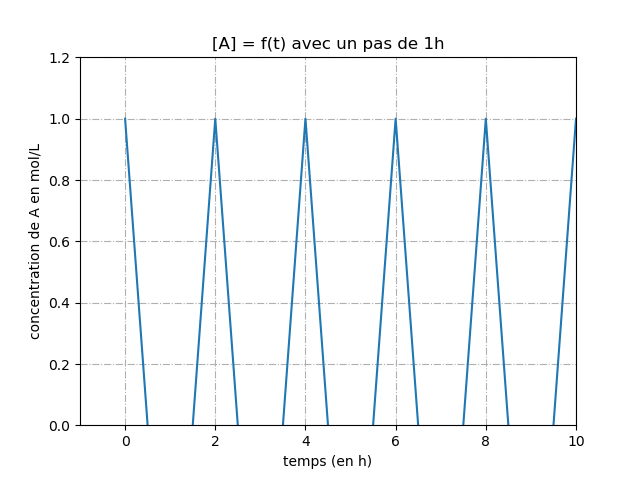 [A] = f(t) avec un pas de 1h
concentration de A en mol/L
1.2
1.0
0.8
0.6
0.4
0.2
0.0
0 2 4 6 8 10
temps (en h)